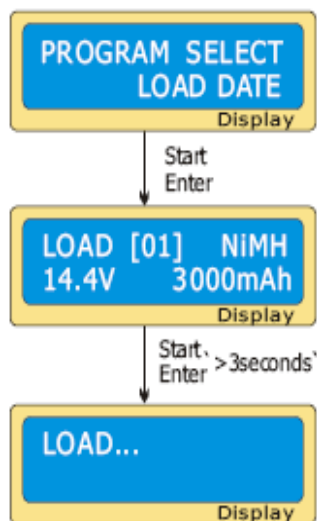 PROGRAM SELECT
LOAD DATE
Display
Start
Enter
LOAD [01] NiMH
14.4V 3000mAh
Display
Start、
Enter >3seconds`
LOAD...
Display